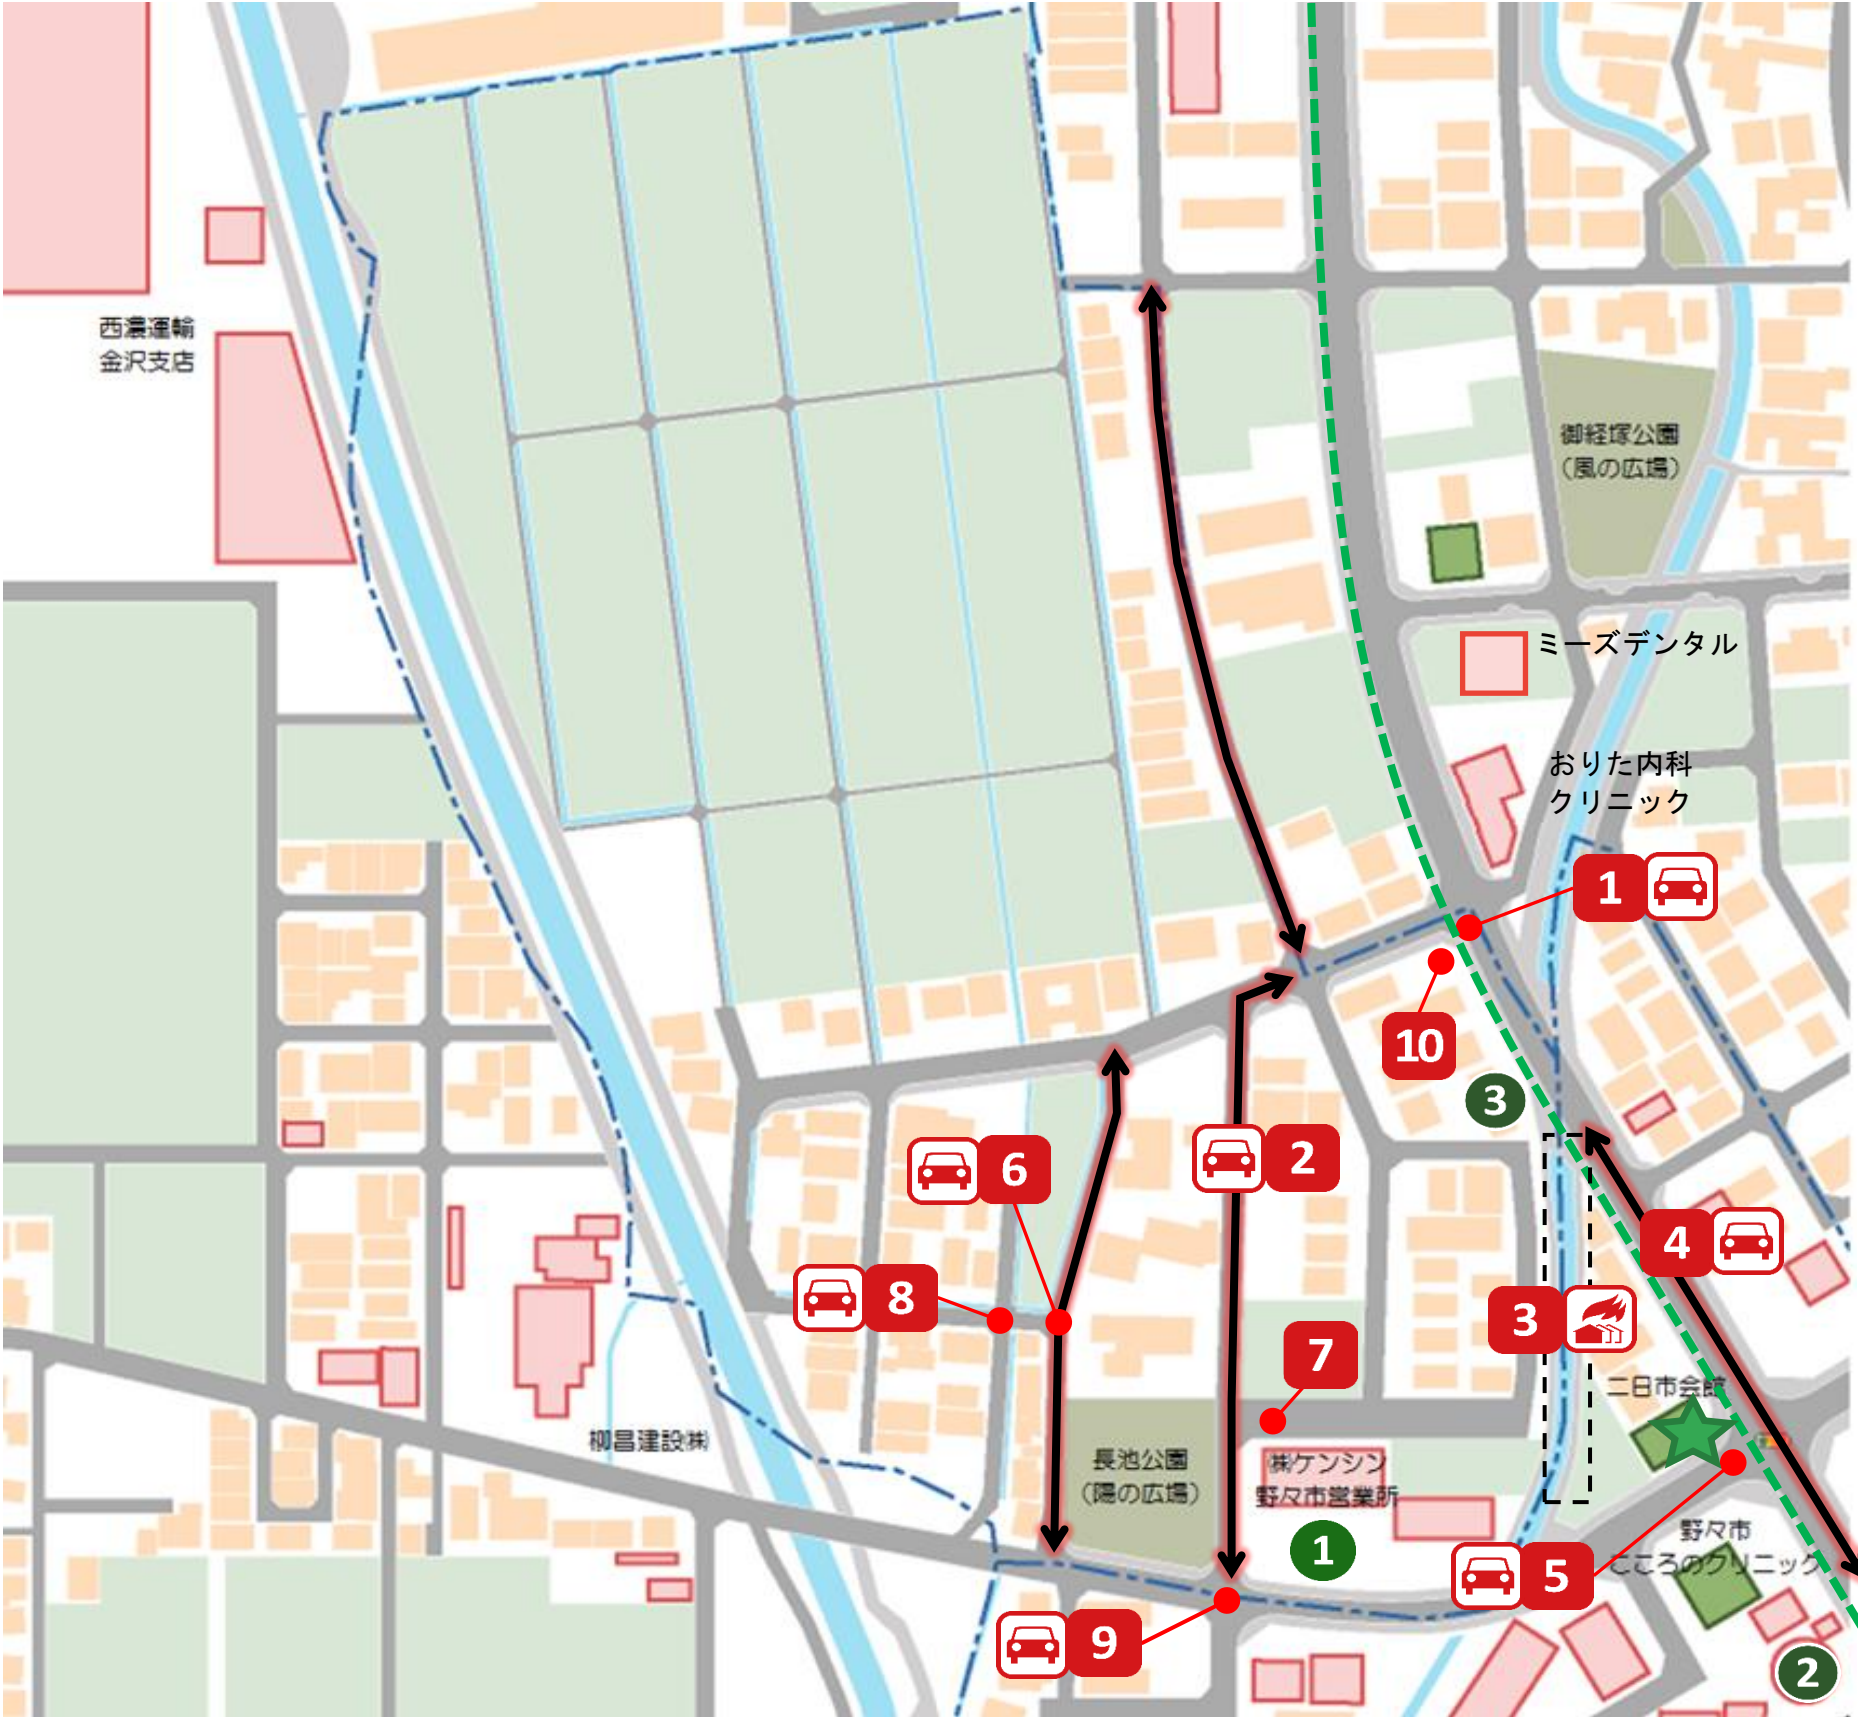 西濃運輸
金沢支店
御経塚公園
（風の広場）
ミーズデンタル
おりた内科
クリニック
1
10
3
6
2
4
8
3
7
二日市会館
柳昌建設㈱
長池公園
（陽の広場）
㈱ケンシン
野々市営業所
1
野々市
こころのクリニック
5
9
2